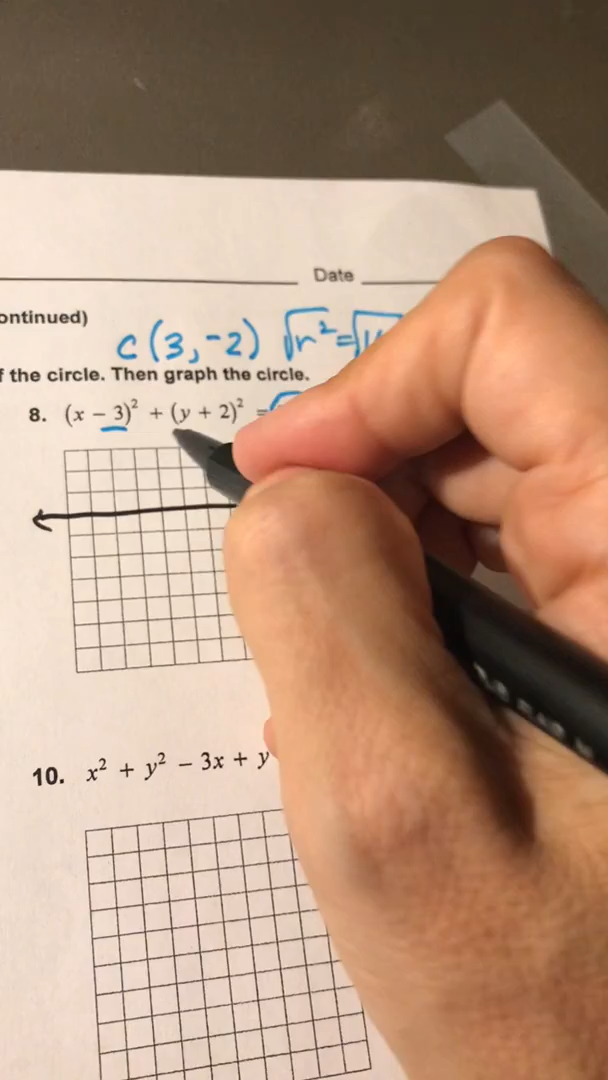 Date
ontinued)
C (3, -2) √r² =
f the circle. Then graph the circle.
8. (x − 3)² + (y + 2)² =
10. x² + y² − 3x + y